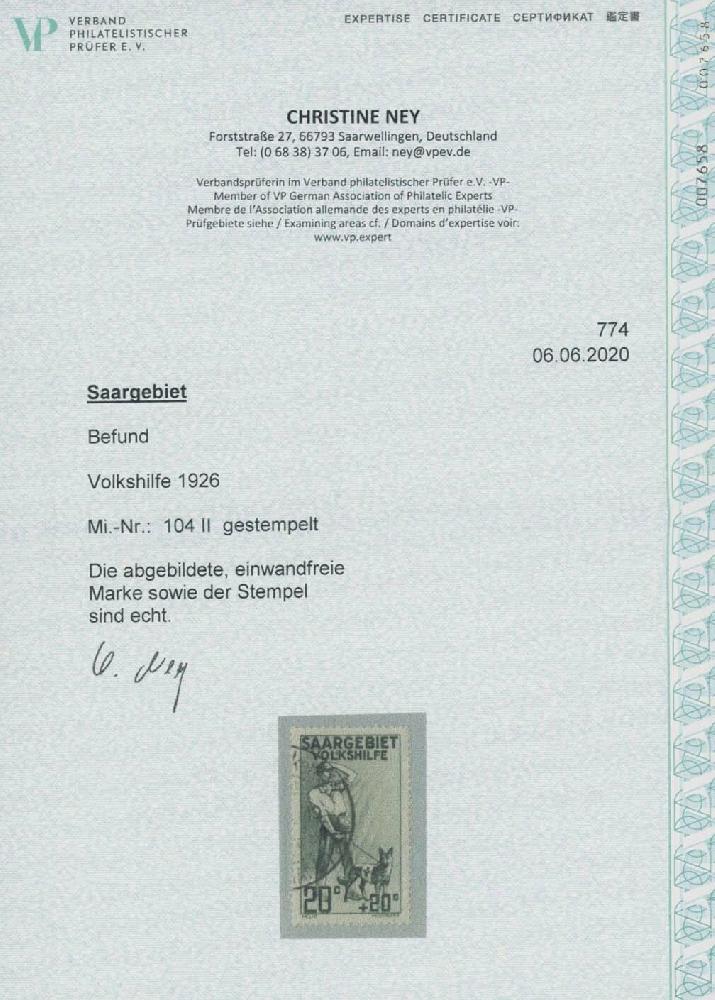 VP
VERBAND
PHILATELISTISCHER
PRÜFER E. V.
EXPERTISE CERTIFICATE СЕРТИФИКАТ 鑑定書
007658
007658
CHRISTINE NEY
Forststraße 27, 66793 Saarwellingen, Deutschland
Tel: (0 68 38) 37 06, Email: ney@vpev.de
Verbandsprüferin im Verband philatelistischer Prüfer e.V. -VP-
Member of VP German Association of Philatelic Experts
Membre de l'Association allemande des experts en philatélie -VP-
Prüfgebiete siehe / Examining areas cf. / Domains d'expertise voir:
www.vp.expert
774
06.06.2020
Saargebiet
Befund
Volkshilfe 1926
Mi.-Nr.: 104 II gestempelt
Die abgebildete, einwandfreie
Marke sowie der Stempel
sind echt.
C. Ney
SAARGEBIET
VOLKSHILFE
20c +20c